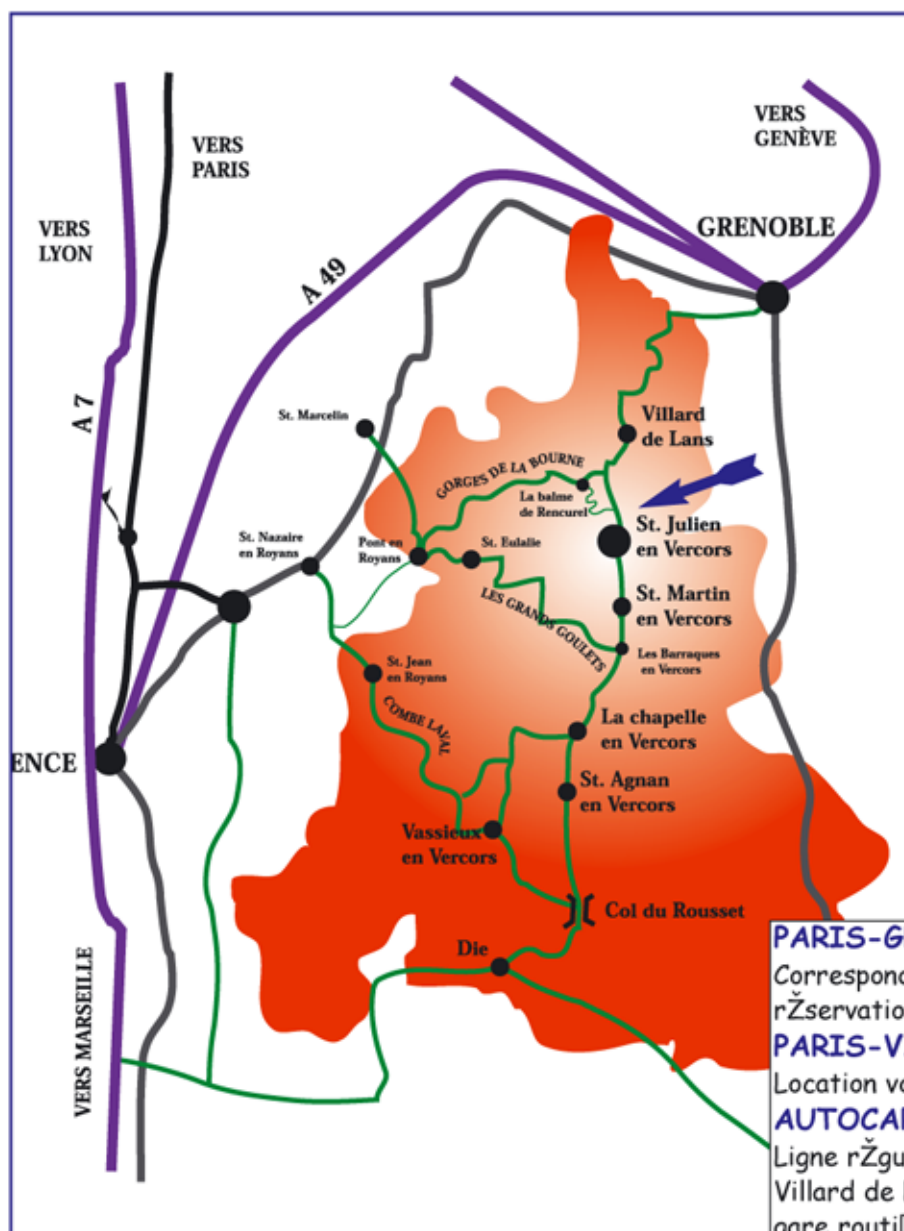 VERS
PARIS
VERS
GENÈVE
VERS
LYON
GRENOBLE
A 49
A 7
St. Marcelin
Villard
de Lans
GORGES DE LA BOURNE
La balme
de Rencurel
St. Julien
en Vercors
St. Nazaire
en Royans
Pont en
Royans
St. Eulalie
St. Martin
en Vercors
LES GRANDS GOULETS
Les Barraques
en Vercors
St. Jean
en Royans
COMBE LAVAL
La chapelle
en Vercors
ENCE
St. Agnan
en Vercors
Vassieux
en Vercors
Col du Rousset
Die
VERS MARSEILLE
PARIS-G
Correspond
rŽservatio
PARIS-V
Location vo
AUTOCA
Ligne rŽgu
Villard de
gare routi